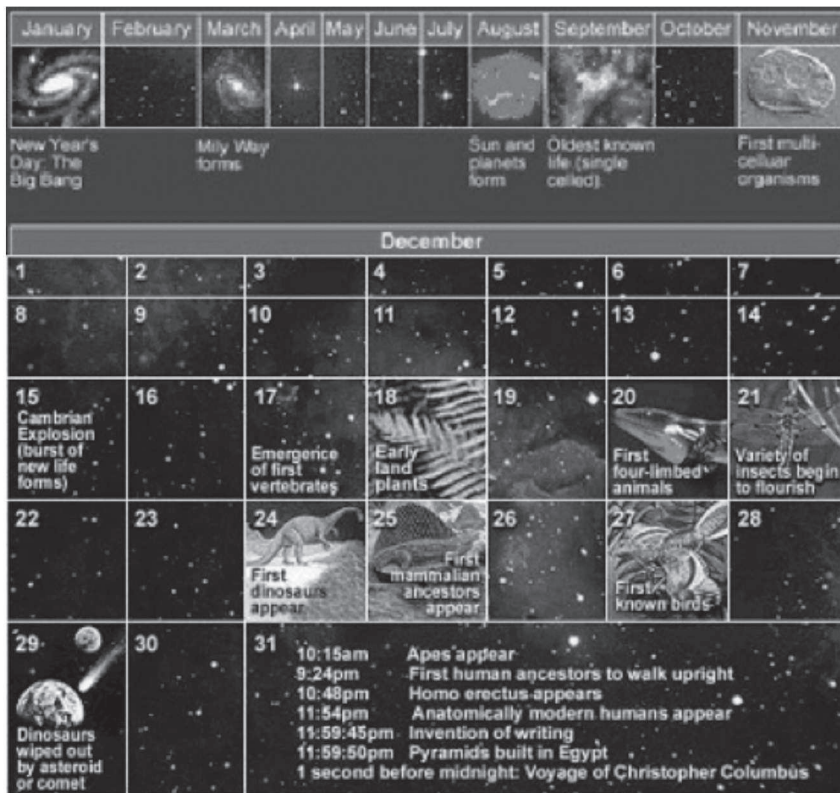 January February March April May June July August September October November
New Year's
Day: The
Big Bang
Mily Way
forms
Sun and
planets
form
Oldest known
life (single
celled).
First multi-
celluar
organisms
December
1 2 3 4 5 6 7
8 9 10 11 12 13 14
15
Cambrian
Explosion
(burst of
new life
forms)
16
17
Emergence
of first
vertebrates
18
Early
land
plants
19
20
First
four-limbed
animals
21
Variety of
insects begin
to flourish
22 23
24
First
dinosaurs
appear
25
First
mammalian
ancestors
appear
26
27
First
known birds
28
29
Dinosaurs
wiped out
by asteroid
or comet
30
31
10:15am Apes appear
9:24pm First human ancestors to walk upright
10:48pm Homo erectus appears
11:54pm Anatomically modern humans appear
11:59:45pm Invention of writing
11:59:50pm Pyramids built in Egypt
1 second before midnight: Voyage of Christopher Columbus